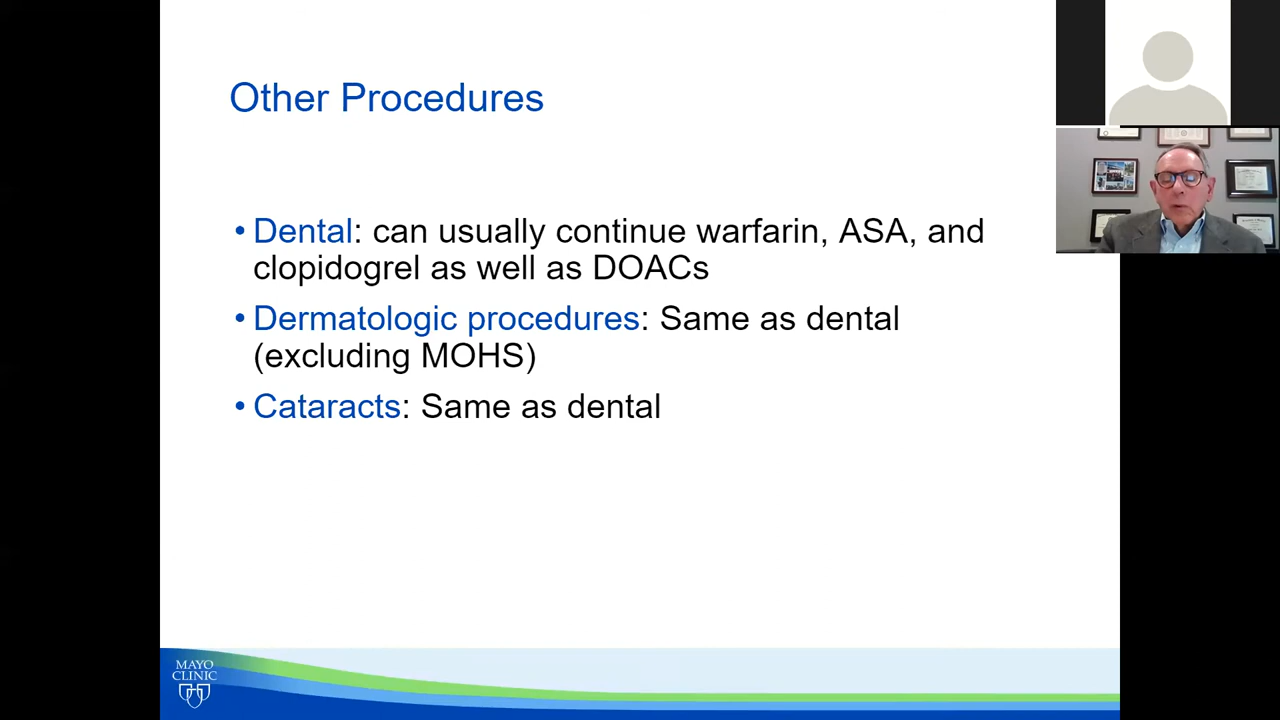 Other Procedures
• Dental: can usually continue warfarin, ASA, and
clopidogrel as well as DOACs
• Dermatologic procedures: Same as dental
(excluding MOHS)
• Cataracts: Same as dental
MAYO
CLINIC